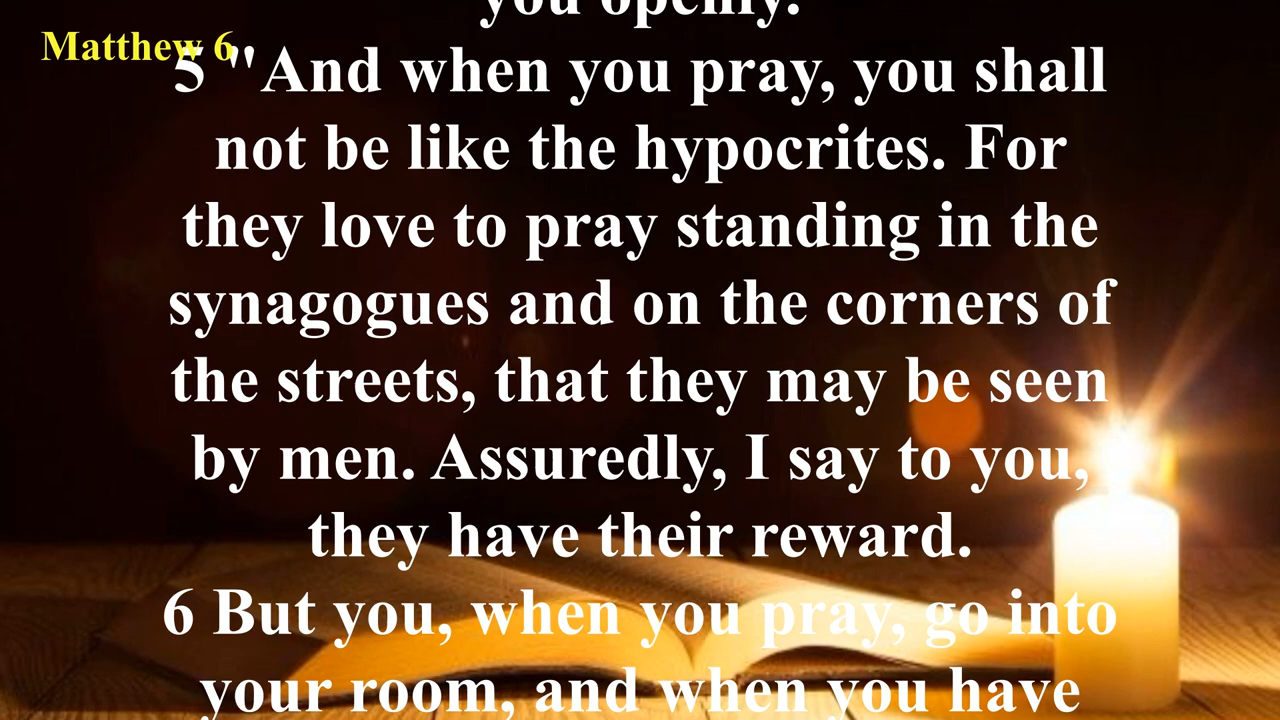 you openly.
Matthew 6
5 "And when you pray, you shall
not be like the hypocrites. For
they love to pray standing in the
synagogues and on the corners of
the streets, that they may be seen
by men. Assuredly, I say to you,
they have their reward.
6 But you, when you pray, go into
your room, and when you have